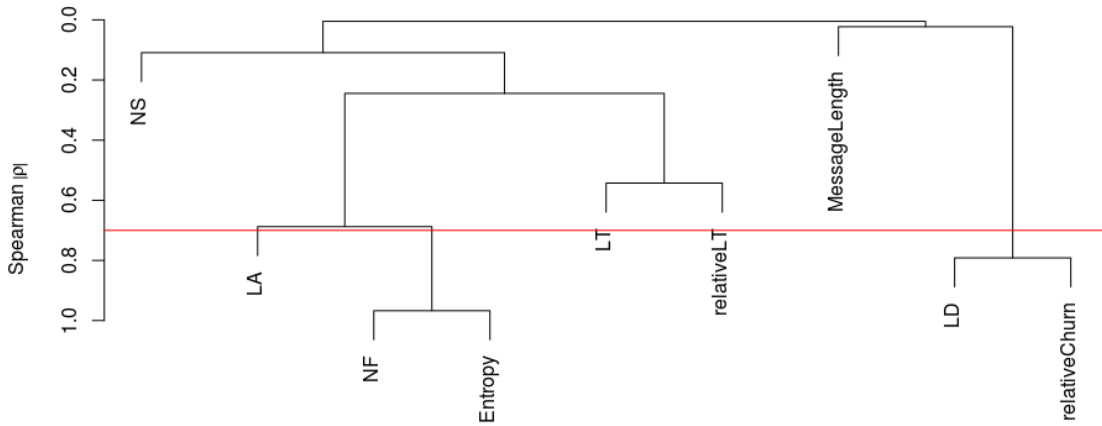 Spearman |ρ|
0.0
0.2
0.4
0.6
0.8
1.0
NS
LA
NF
Entropy
LT
relativeLT
MessageLength
LD
relativeChurn